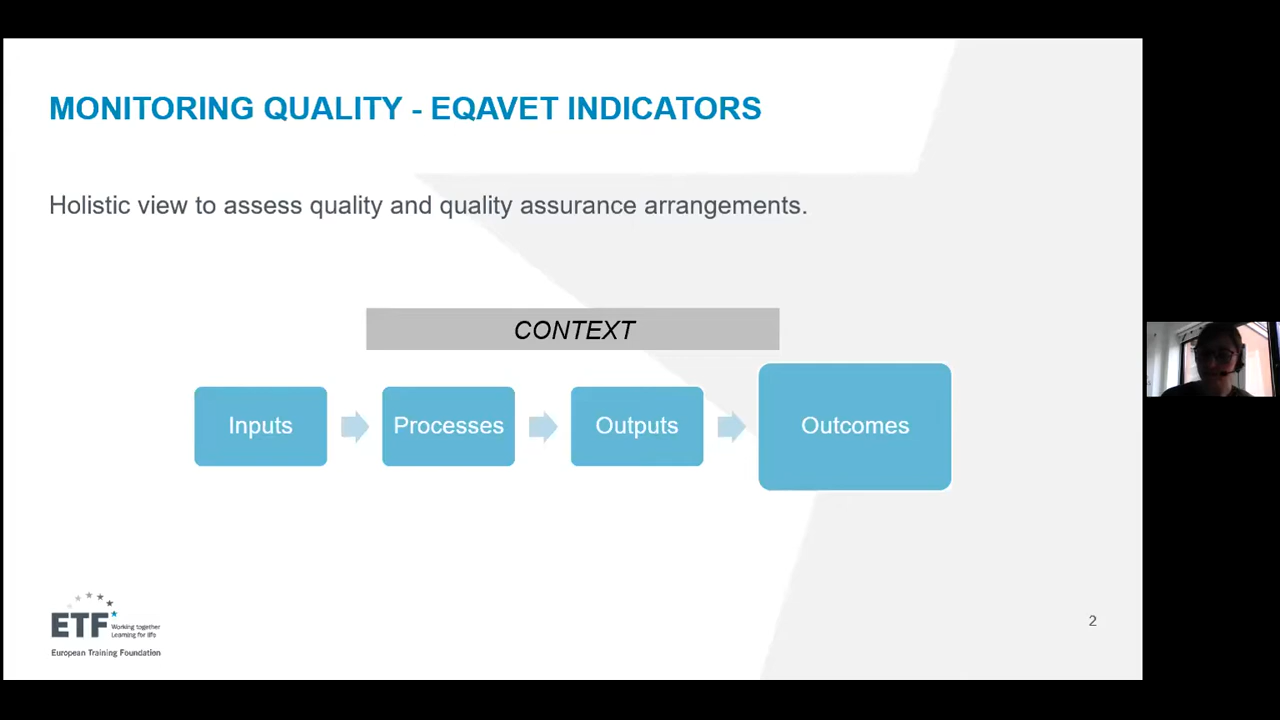 MONITORING QUALITY - EQAVET INDICATORS
Holistic view to assess quality and quality assurance arrangements.
CONTEXT
Inputs
Processes
Outputs
Outcomes
ETF
Working together
Learning for life
European Training Foundation
2